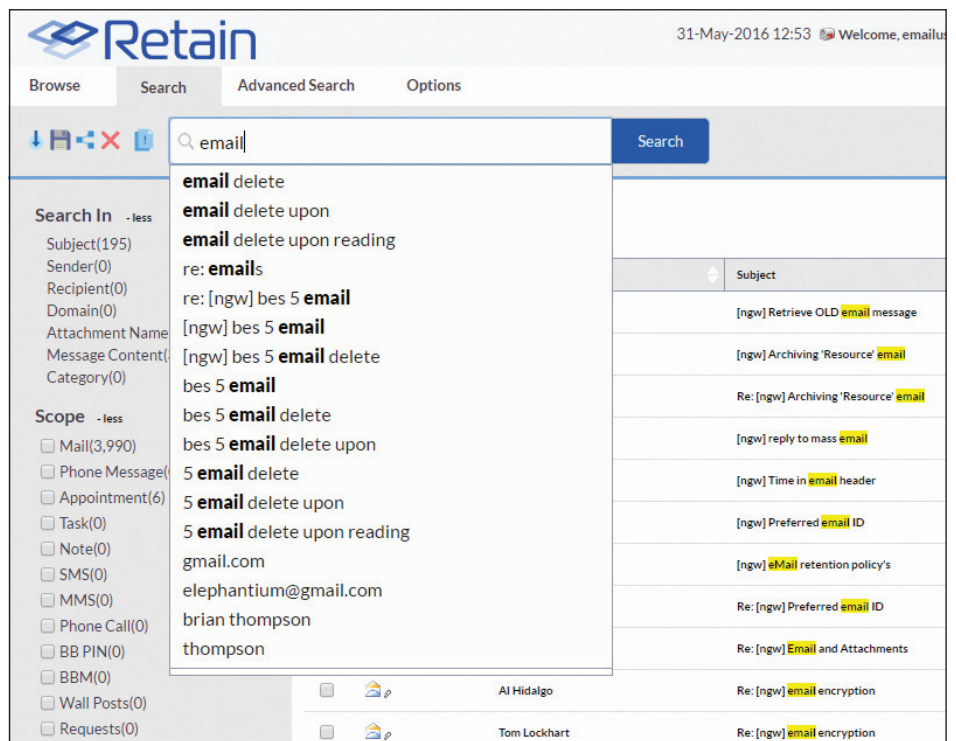 Retain
31-May-2016 12:53 Welcome, emailus
Browse Search Advanced Search Options
email Search
email delete
email delete upon
email delete upon reading
re: emails
re: [ngw] bes 5 email
[ngw] bes 5 email
[ngw] bes 5 email delete
bes 5 email
bes 5 email delete
bes 5 email delete upon
5 email delete
5 email delete upon
5 email delete upon reading
gmail.com
elephantium@gmail.com
brian thompson
thompson
Search In - less
Subject(195)
Sender(0)
Recipient(0)
Domain(0)
Attachment Name
Message Content(
Category(0)
Scope - less
Mail(3,990)
Phone Message(
Appointment(6)
Task(0)
Note(0)
SMS(0)
MMS(0)
Phone Call(0)
BB PIN(0)
BBM(0)
Wall Posts(0)
Requests(0)
Subject
[ngw] Retrieve OLD email message
[ngw] Archiving 'Resource' email
Re: [ngw] Archiving 'Resource' email
[ngw] reply to mass email
[ngw] Time in email header
[ngw] Preferred email ID
[ngw] eMail retention policy's
Re: [ngw] Preferred email ID
Re: [ngw] Email and Attachments
Al Hidalgo Re: [ngw] email encryption
Tom Lockhart Re: [ngw] email encryption